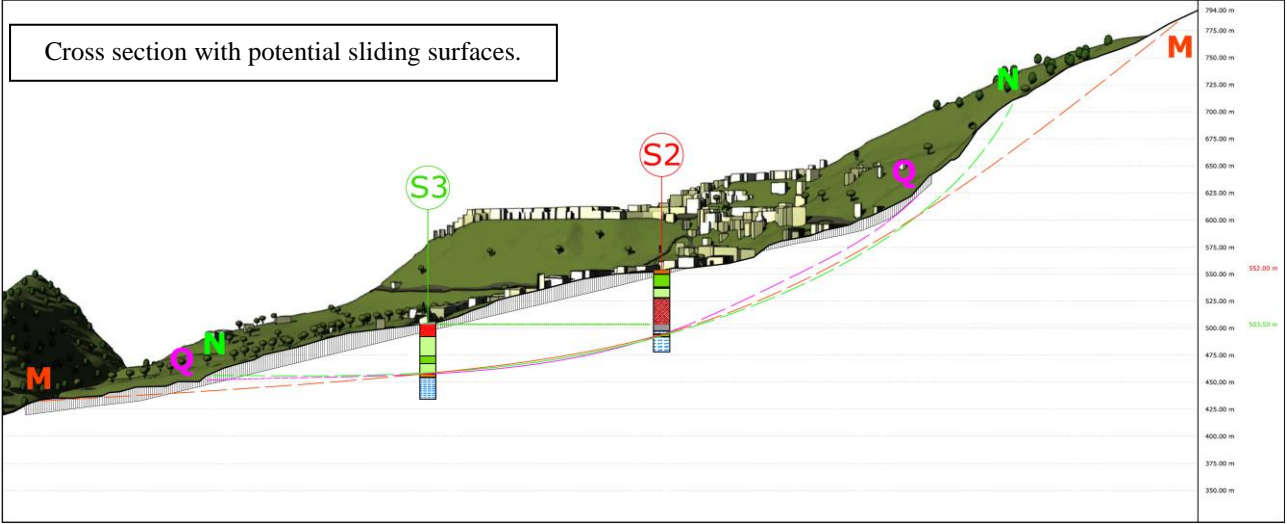 Cross section with potential sliding surfaces.
794.00 m
775.00 m
M
750.00 m
N
725.00 m
700.00 m
675.00 m
S2
650.00 m
Q
S3
625.00 m
600.00 m
575.00 m
552.00 m
550.00 m
525.00 m
503.50 m
500.00 m
N
475.00 m
Q
M
450.00 m
425.00 m
400.00 m
375.00 m
350.00 m